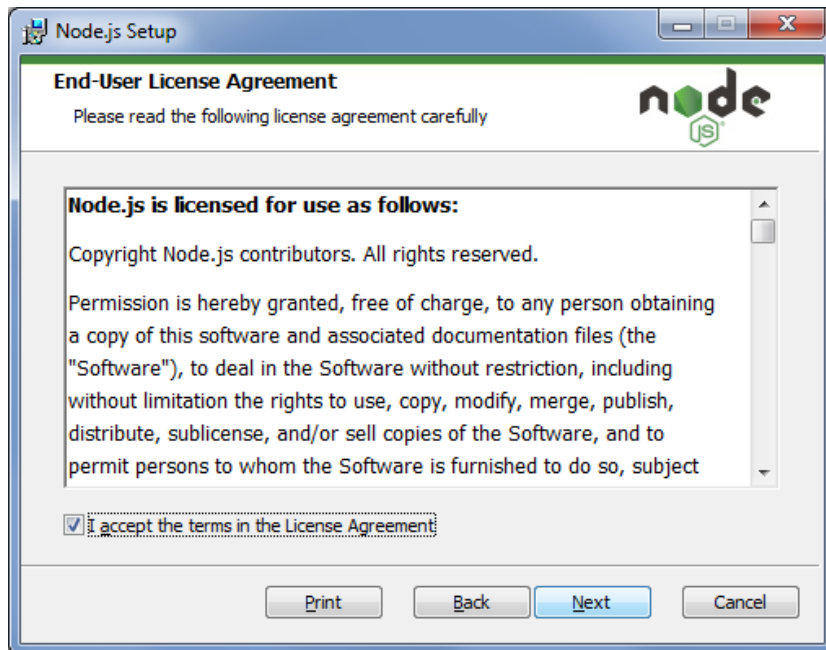 Node.js Setup
End-User License Agreement
Please read the following license agreement carefully
node
JS
Node.js is licensed for use as follows:
Copyright Node.js contributors. All rights reserved.
Permission is hereby granted, free of charge, to any person obtaining
a copy of this software and associated documentation files (the
"Software"), to deal in the Software without restriction, including
without limitation the rights to use, copy, modify, merge, publish,
distribute, sublicense, and/or sell copies of the Software, and to
permit persons to whom the Software is furnished to do so, subject
I accept the terms in the License Agreement
Print Back Next Cancel